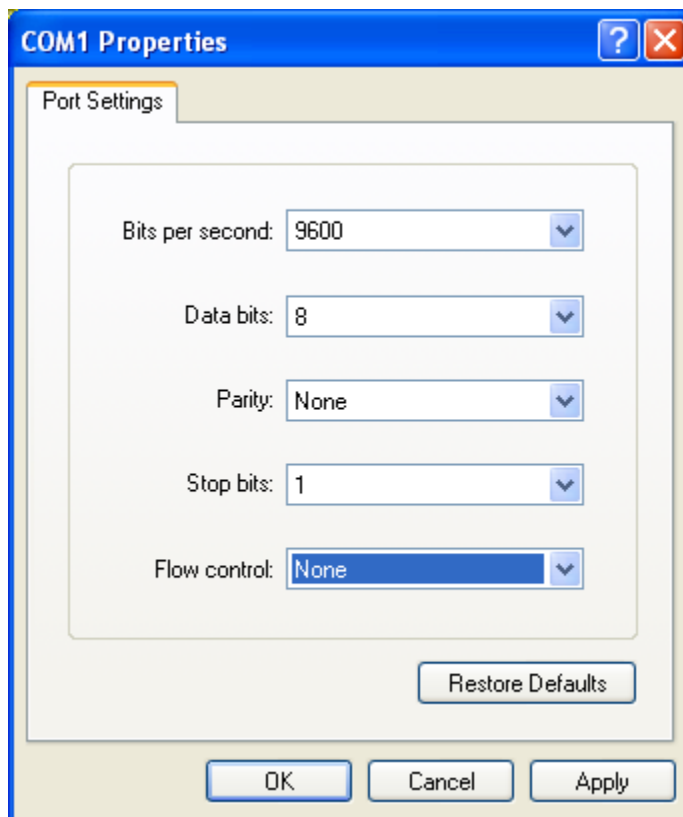 COM1 Properties
Port Settings
Bits per second: 9600
Data bits: 8
Parity: None
Stop bits: 1
Flow control: None
Restore Defaults
OK Cancel Apply